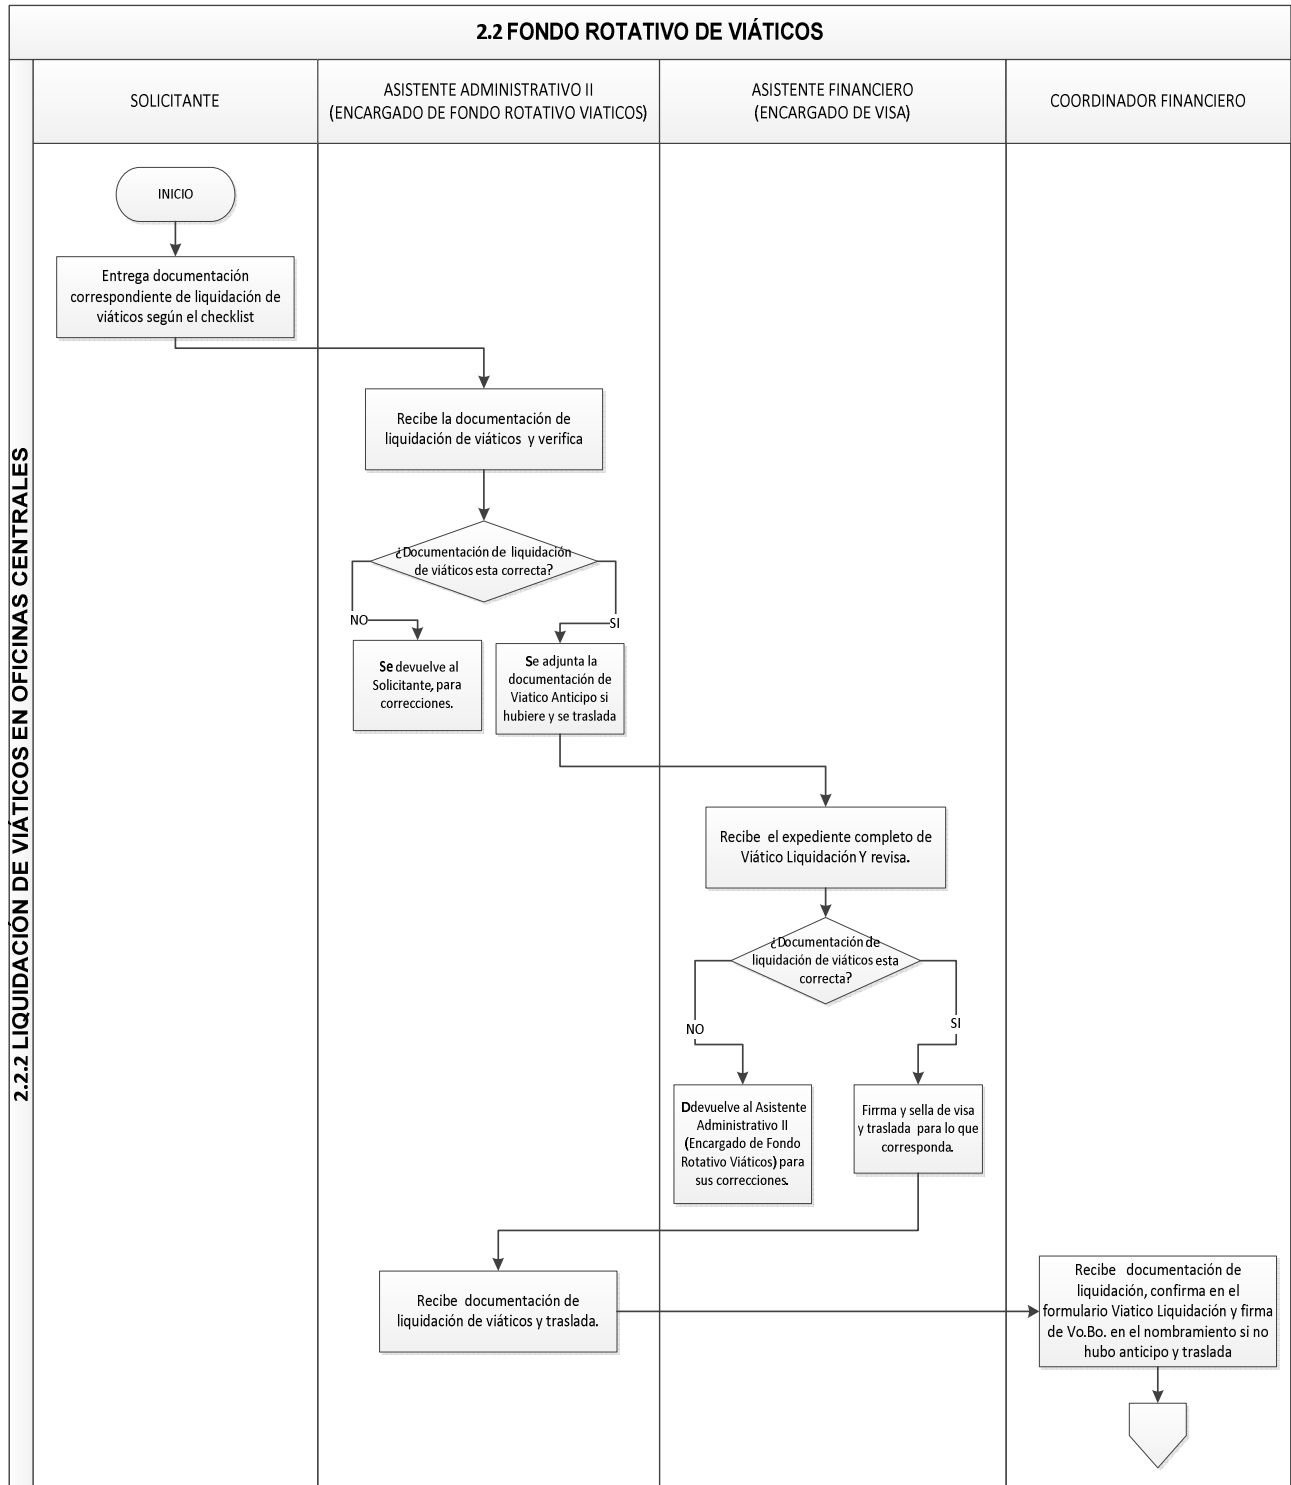 2.2 FONDO ROTATIVO DE VIÁTICOS
2.2.2 LIQUIDACIÓN DE VIÁTICOS EN OFICINAS CENTRALES
SOLICITANTE
ASISTENTE ADMINISTRATIVO II
(ENCARGADO DE FONDO ROTATIVO VIATICOS)
ASISTENTE FINANCIERO
(ENCARGADO DE VISA)
COORDINADOR FINANCIERO
INICIO
Entrega documentación
correspondiente de liquidación de
viáticos según el checklist
Recibe la documentación de
liquidación de viáticos y verifica
¿Documentación de liquidación
de viáticos esta correcta?
NO
SI
Se devuelve al
Solicitante, para
correcciones.
Se adjunta la
documentación de
Viatico Anticipo si
hubiere y se traslada
Recibe el expediente completo de
Viático Liquidación Y revisa.
¿Documentación de
liquidación de viáticos esta
correcta?
NO
SI
Ddevuelve al Asistente
Administrativo II
(Encargado de Fondo
Rotativo Viáticos) para
sus correcciones.
Firrma y sella de visa
y traslada para lo que
corresponda.
Recibe documentación de
liquidación de viáticos y traslada.
Recibe documentación de
liquidación, confirma en el
formulario Viatico Liquidación y firma
de Vo.Bo. en el nombramiento si no
hubo anticipo y traslada